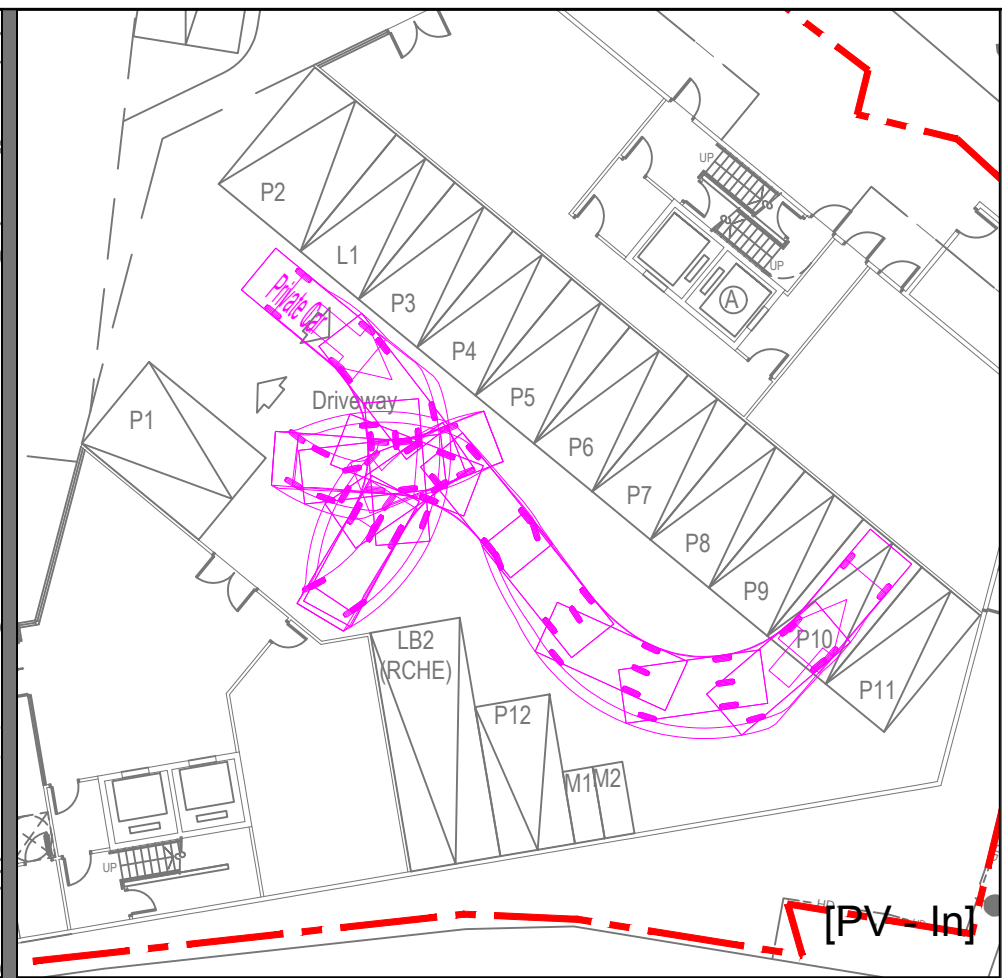 UP
P2
UP
L1
A
Private car
P3
P4
Driveway
P5
P1
P6
P7
P8
P9
P10
LB2
(RCHE)
P11
P12
M1
M2
UP
HD
[PV - In]